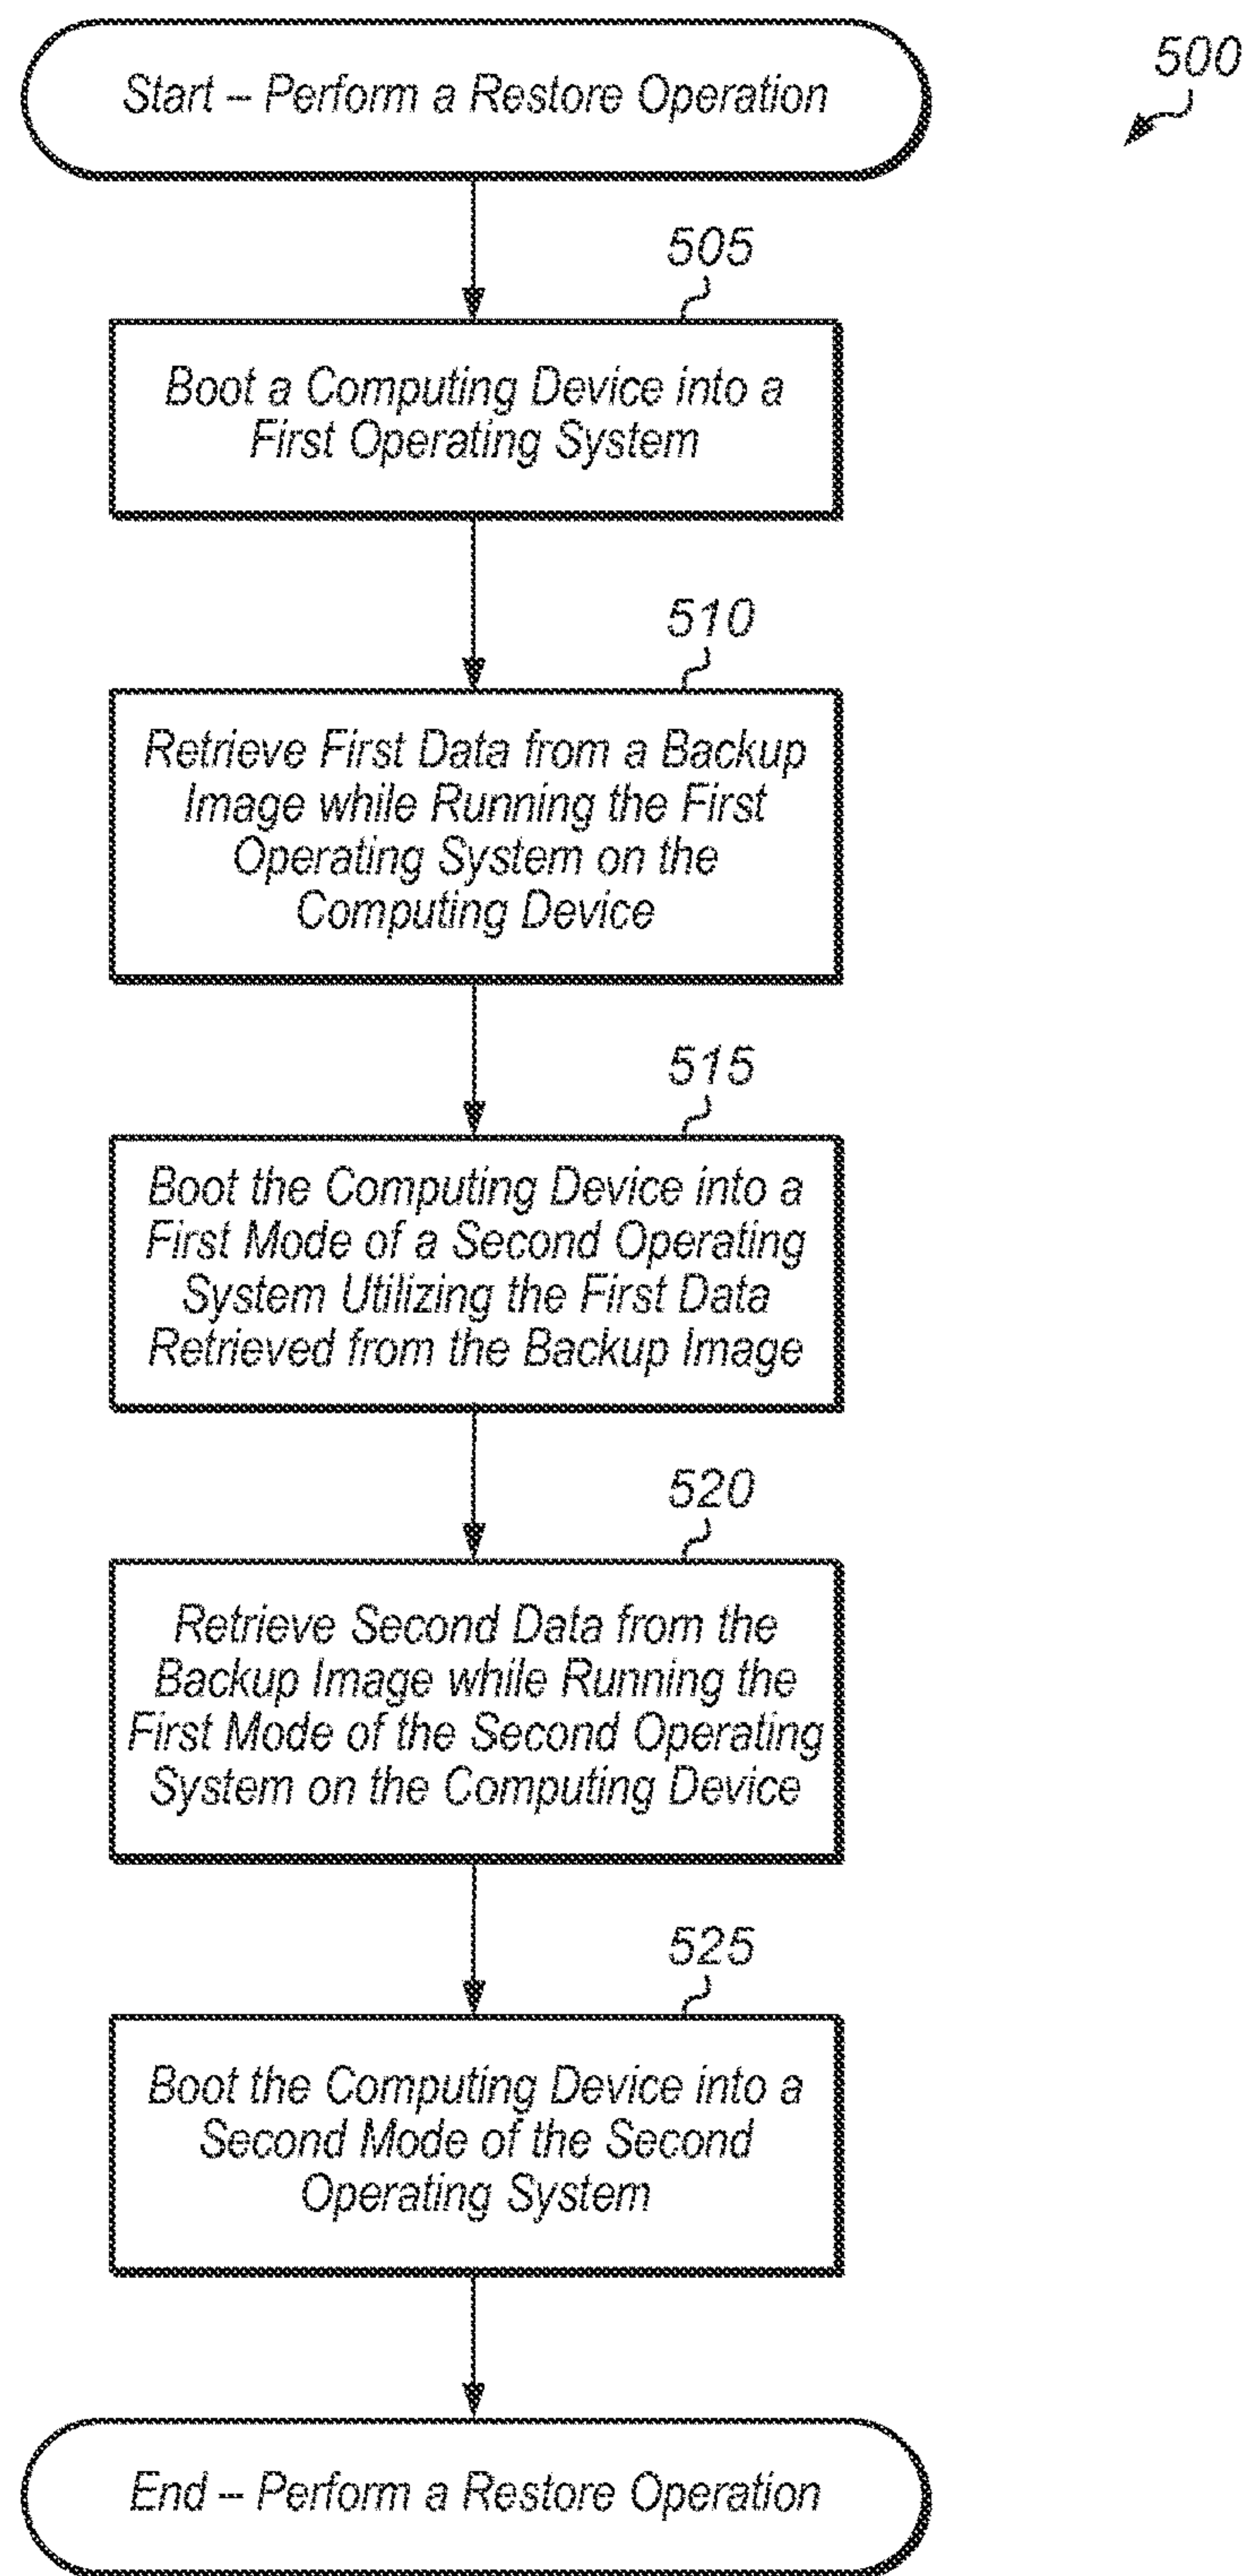 Start – Perform a Restore Operation
500
505
Boot a Computing Device into a
First Operating System
510
Retrieve First Data from a Backup
Image while Running the First
Operating System on the
Computing Device
515
Boot the Computing Device into a
First Mode of a Second Operating
System Utilizing the First Data
Retrieved from the Backup Image
520
Retrieve Second Data from the
Backup Image while Running the
First Mode of the Second Operating
System on the Computing Device
525
Boot the Computing Device into a
Second Mode of the Second
Operating System
End -- Perform a Restore Operation